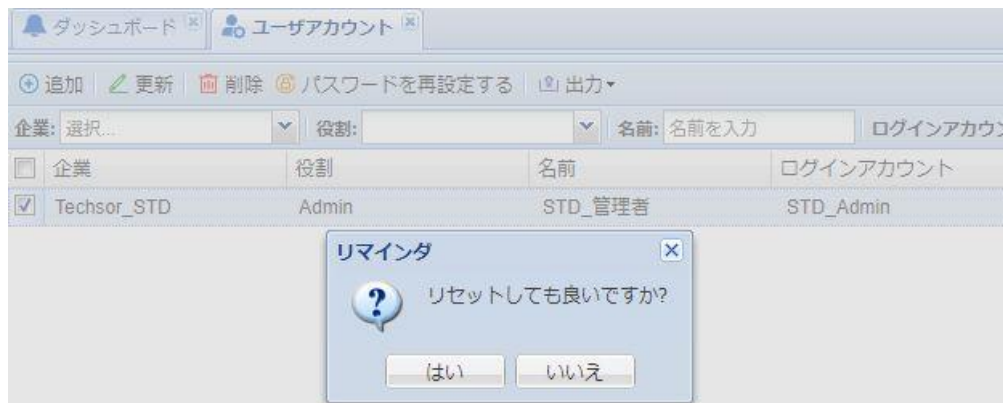 ダッシュボード ユーザアカウント
追加 更新 削除 パスワードを再設定する 出力
企業: 選択... 役割: 名前: 名前を入力 ログインアカウン
企業 役割 名前 ログインアカウント
Techsor_STD Admin STD_管理者 STD_Admin
リマインダ
リセットしても良いですか?
はい いいえ